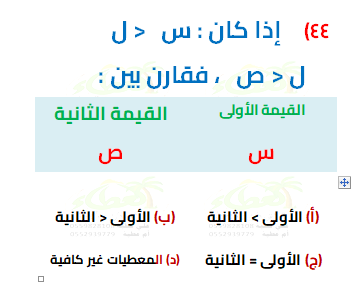 ٤٤) إذا كان : س > ل
ل > ص ، فقارن بين :
القيمة الأولى القيمة الثانية
س ص
(أ) الأولى < الثانية (ب) الأولى > الثانية
(ج) الأولى = الثانية (د) المعطيات غير كافية